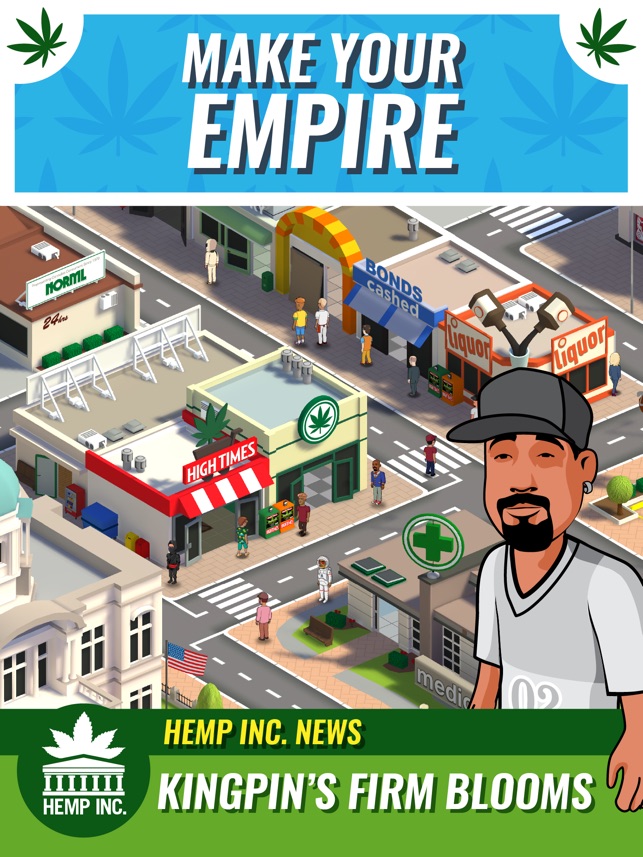 MAKE YOUR
EMPIRE
NORML
24hrs
BONDS
cashed
liquor
liquor
HIGH TIMES
medic
02
HEMP INC. NEWS
KINGPIN'S FIRM BLOOMS
HEMP INC.